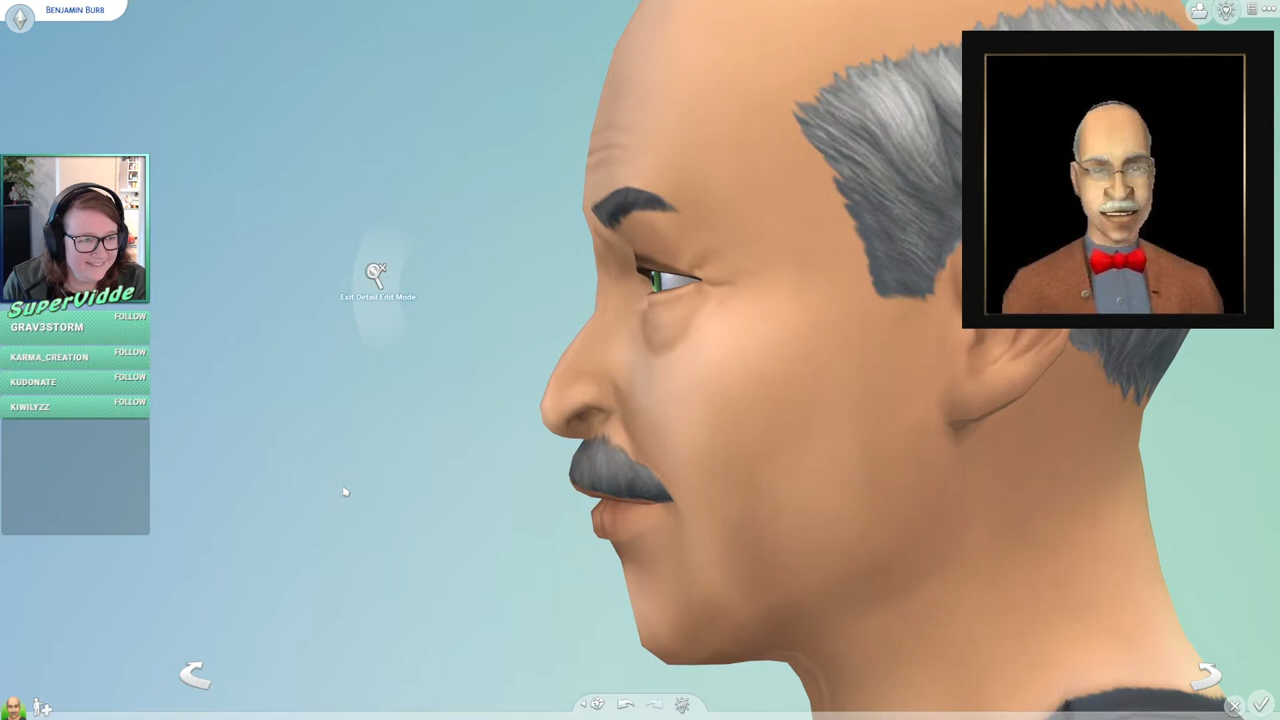 Benjamin Burb
Exit Detail Edit Mode
SuperVidde
FOLLOW
GRAV3STORM
FOLLOW
KARMA_CREATION
FOLLOW
KUDONATE
FOLLOW
KIWILYZZ